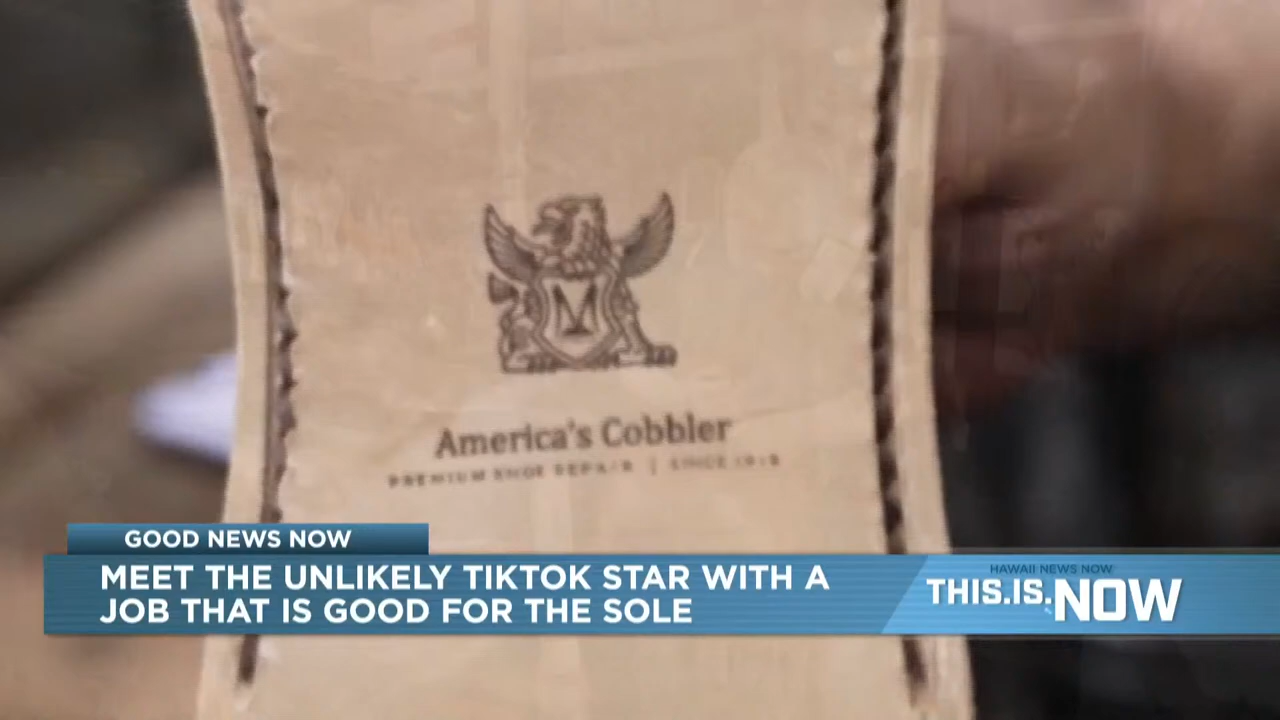 M
America's Cobbler
PREMIUM SHOE REPAIR | SINCE
GOOD NEWS NOW
MEET THE UNLIKELY TIKTOK STAR WITH A
JOB THAT IS GOOD FOR THE SOLE
HAWAII NEWS NOW
THIS.IS.NOW